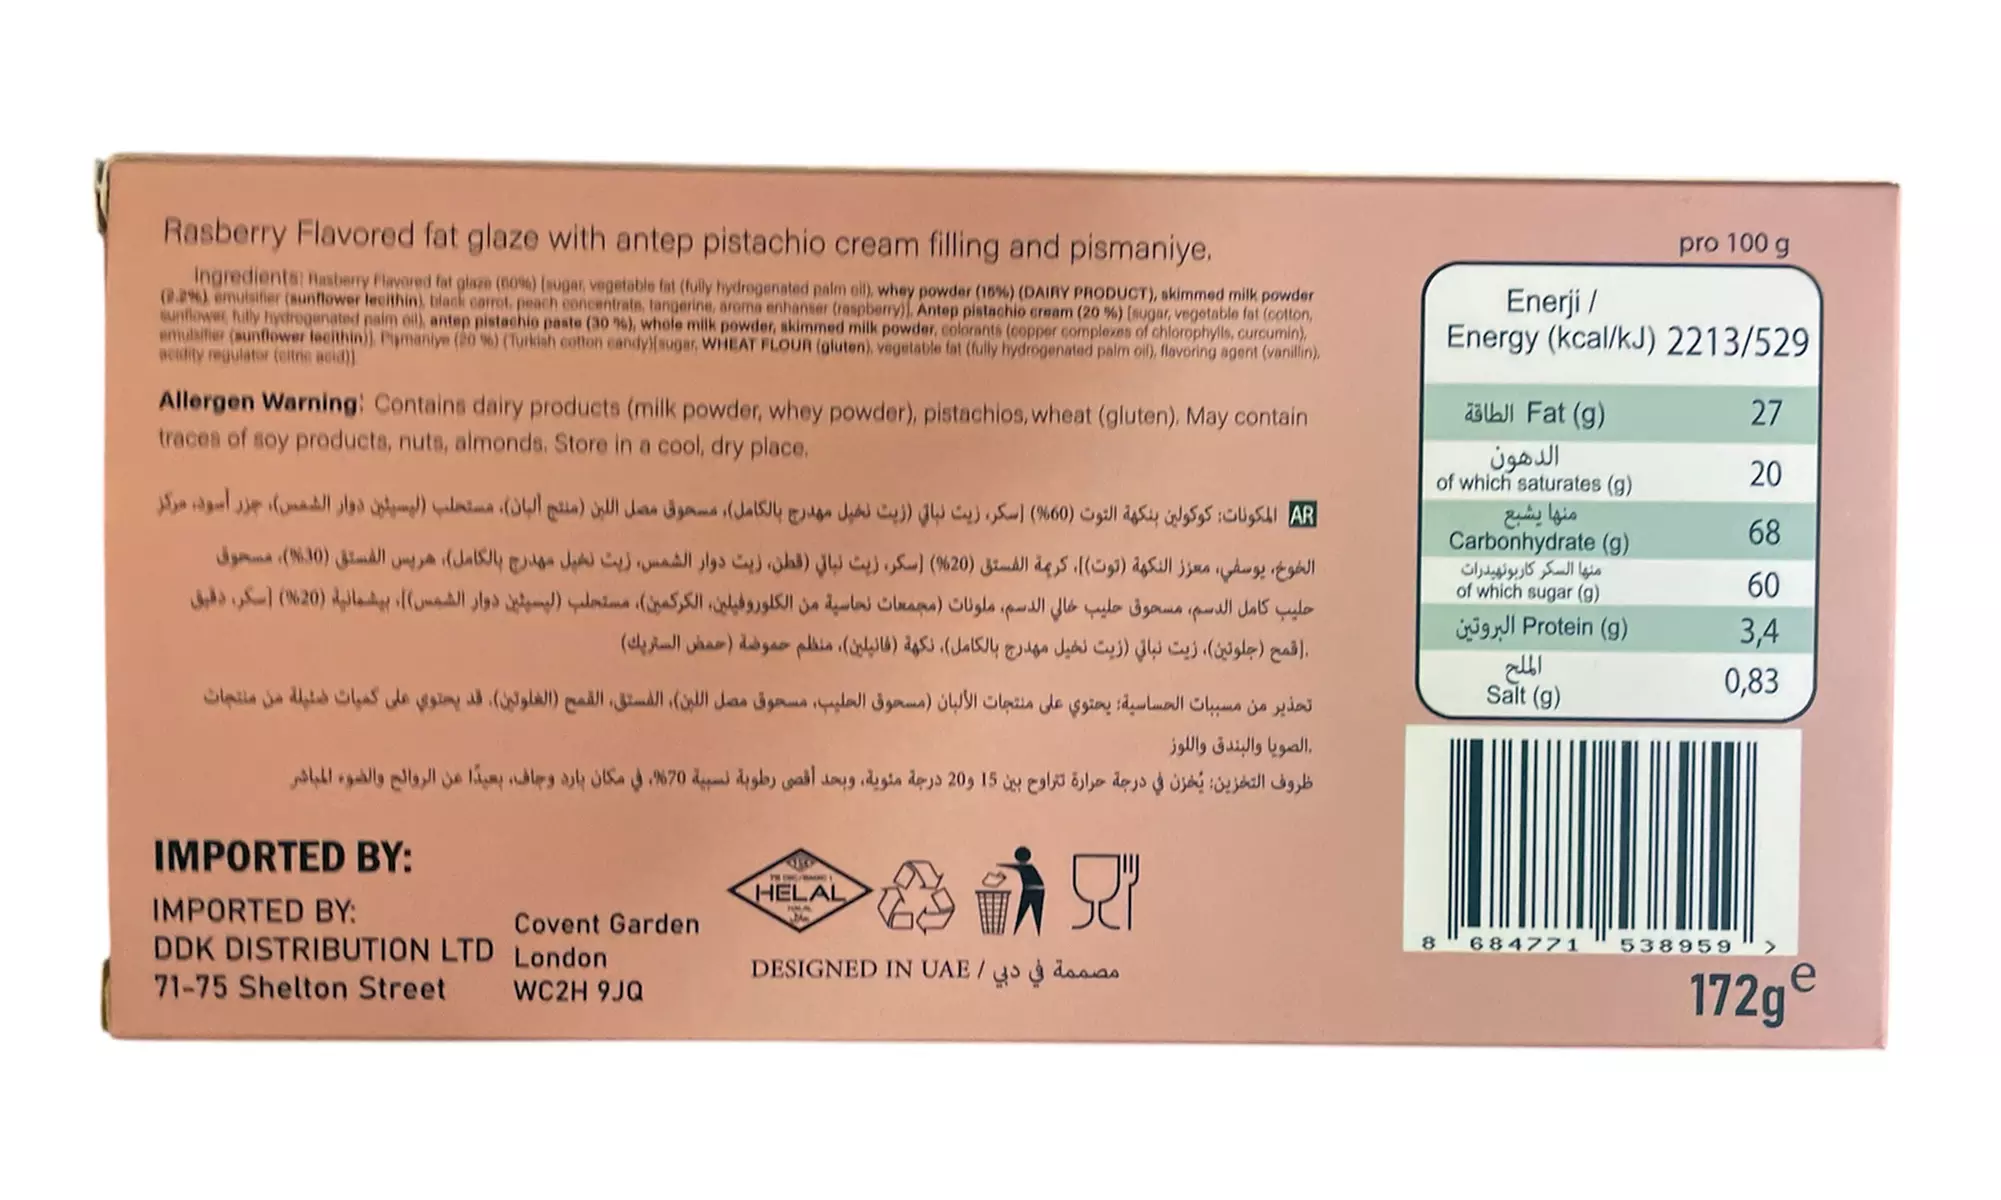 Rasberry Flavored fat glaze with antep pistachio cream filling and pismaniye.
Ingredients: Rasberry Flavored fat glaze (60%) [sugar, vegetable fat (fully hydrogenated palm oil), whey powder (15%) (DAIRY PRODUCT), skimmed milk powder
(2.2%), emulsifier (sunflower lecithin), black carrot, peach concentrate, tangerine, aroma enhanser (raspberry)]. Antep pistachio cream (20 %) [sugar, vegetable fat (cotton,
sunflower, fully hydrogenated palm oil), antep pistachio paste (30 %), whole milk powder, skimmed milk powder, colorants (copper complexes of chlorophylls, curcumin),
emulsifier (sunflower lecithin)]. Pişmaniye (20 %) (Turkish cotton candy)[sugar, WHEAT FLOUR (gluten), vegetable fat (fully hydrogenated palm oil), flavoring agent (vanillin),
acidity regulator (citric acid)]
Allergen Warning: Contains dairy products (milk powder, whey powder), pistachios, wheat (gluten). May contain
traces of soy products, nuts, almonds. Store in a cool, dry place.
AR المكونات: كوكولين بنكهة التوت (60%) [سكر، زيت نباتي (زيت نخيل مهدرج بالكامل)، مسحوق مصل اللبن (منتج ألبان)، مستحلب (ليسيثين دوار الشمس)، جزر أسود، مركز
الخوخ، يوسفي، معزز النكهة (توت)]، كريمة الفستق (20%) [سكر، زيت نباتي (قطن، زيت دوار الشمس، زيت نخيل مهدرج بالكامل)، هريس الفستق (30%)، مسحوق
حليب كامل الدسم، مسحوق حليب خالي الدسم، ملونات (مجمعات نحاسية من الكلوروفيلين، الكركمين)، مستحلب (ليسيثين دوار الشمس)]، بيشمانية (20%) [سكر، دقيق
.[قمح (جلوتين)، زيت نباتي (زيت نخيل مهدرج بالكامل)، نكهة (فانيلين)، منظم حموضة (حمض الستريك)
تحذير من مسببات الحساسية: يحتوي على منتجات الألبان (مسحوق الحليب، مسحوق مصل اللبن)، الفستق، القمح (الغلوتين). قد يحتوي على كميات ضئيلة من منتجات
.الصويا والبندق واللوز
ظروف التخزين: يُخزن في درجة حرارة تتراوح بين 15 و20 درجة مئوية، وبحد أقصى رطوبة نسبية 70%، في مكان بارد وجاف، بعيدًا عن الروائح والضوء المباشر
IMPORTED BY:
IMPORTED BY:
DDK DISTRIBUTION LTD
71-75 Shelton Street
Covent Garden
London
WC2H 9JQ
HELAL
DESIGNED IN UAE / مصممة في دبي
pro 100 g
Enerji /
Energy (kcal/kJ) 2213/529
الطاقة Fat (g) 27
الدهون
of which saturates (g) 20
منها يشبع
Carbonhydrate (g) 68
منها السكر كاربونهيدرات
of which sugar (g) 60
البروتين Protein (g) 3,4
الملح
Salt (g) 0,83
8 684771 538959 >
172g e